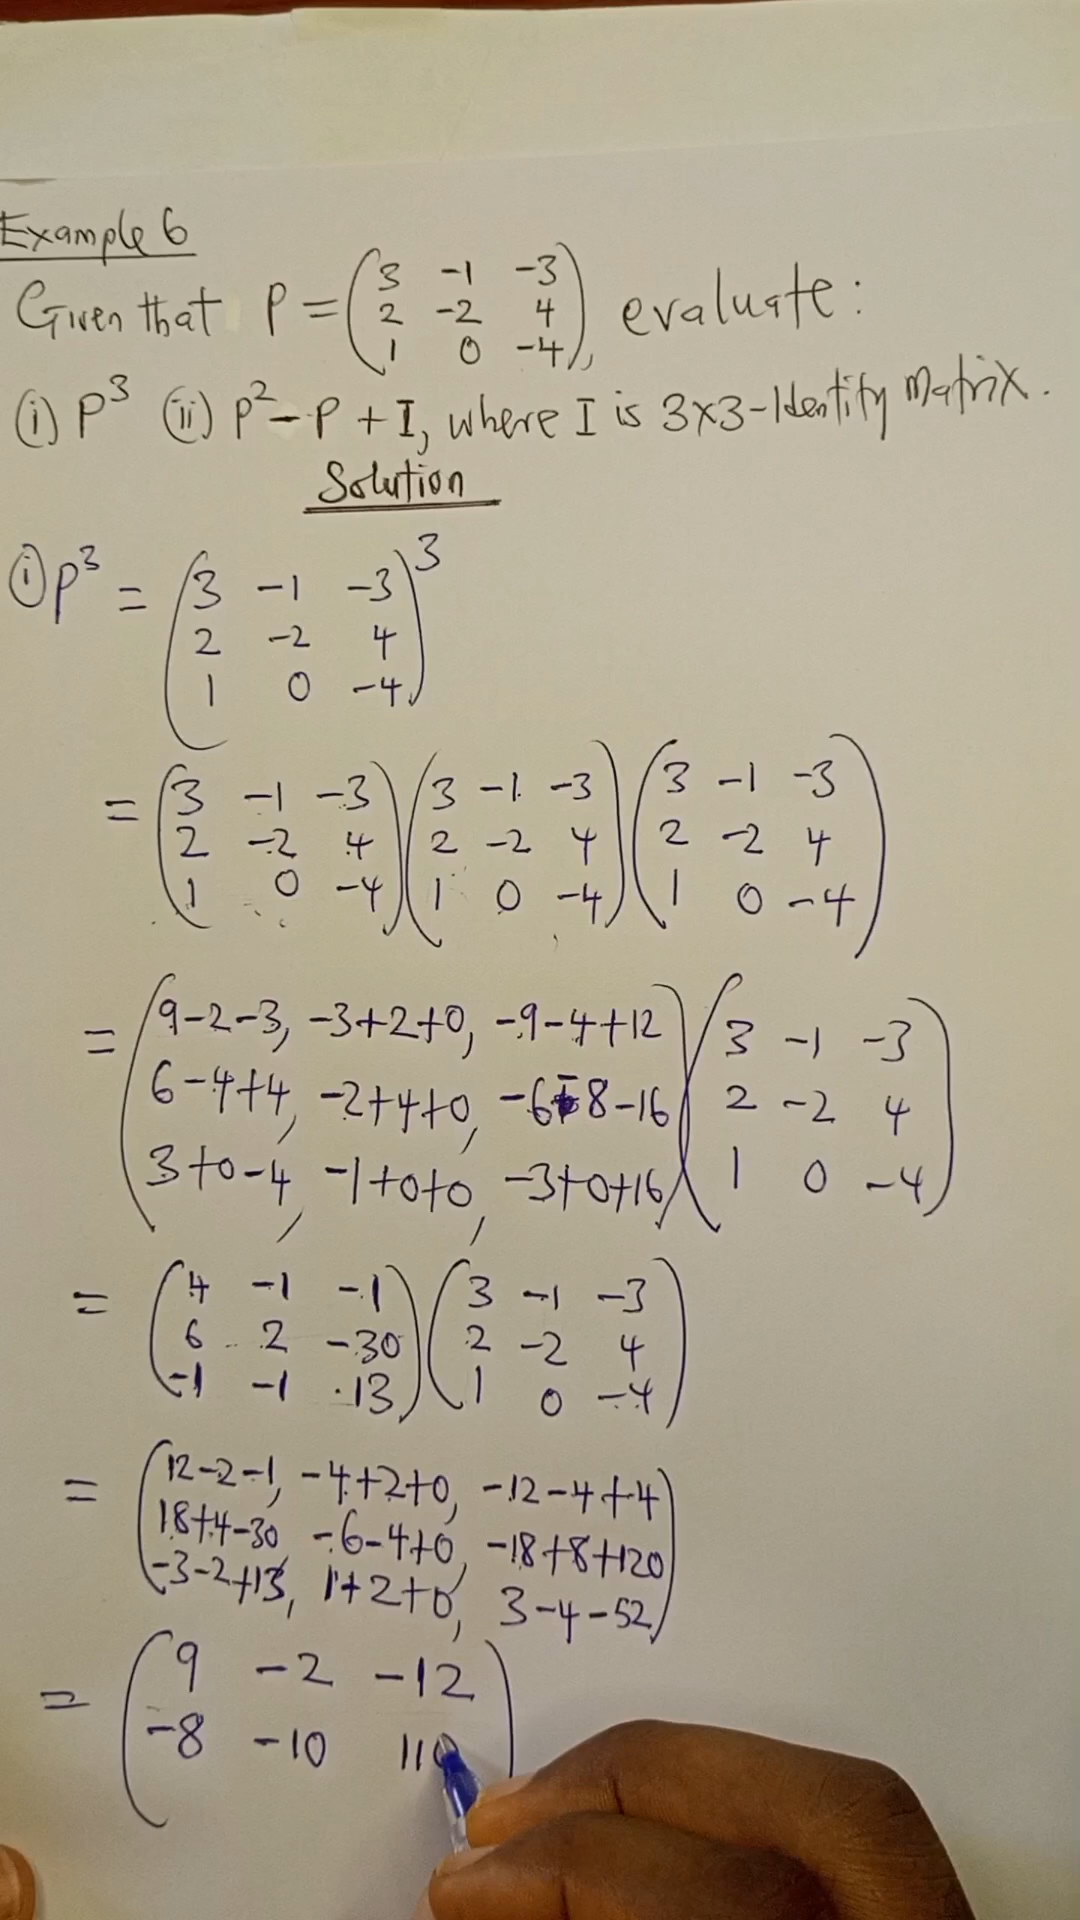 Example 6
Given that P = ( 3 -1 -3
2 -2 4
1 0 -4 ), evaluate:
(i) P³ (ii) P² - P + I, where I is 3x3-Identity Matrix.
Solution
(i) P³ = ( 3 -1 -3
2 -2 4
1 0 -4 )³
= ( 3 -1 -3 ) ( 3 -1 -3 ) ( 3 -1 -3 )
( 2 -2 4 ) ( 2 -2 4 ) ( 2 -2 4 )
( 1 0 -4 ) ( 1 0 -4 ) ( 1 0 -4 )
= ( 9-2-3, -3+2+0, -9-4+12 ) ( 3 -1 -3 )
( 6-4+4, -2+4+0, -6-8-16 ) ( 2 -2 4 )
( 3+0-4, -1+0+0, -3+0+16 ) ( 1 0 -4 )
= ( 4 -1 -1 ) ( 3 -1 -3 )
( 6 2 -30 ) ( 2 -2 4 )
( -1 -1 13 ) ( 1 0 -4 )
= ( 12-2-1, -4+2+0, -12-4+4 )
( 18+4-30 -6-4+0, -18+8+120 )
( -3-2+13, 1+2+0, 3-4-52 )
= ( 9 -2 -12 )
( -8 -10 110